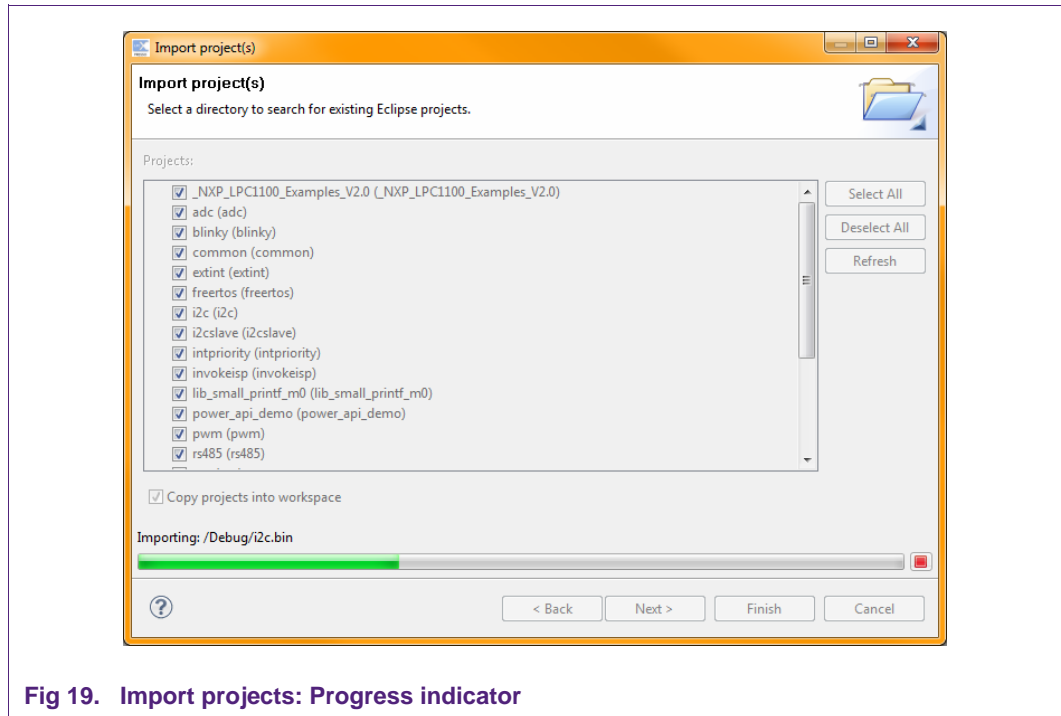 Import project(s)
Import project(s)
Select a directory to search for existing Eclipse projects.
Projects:
_NXP_LPC1100_Examples_V2.0 (_NXP_LPC1100_Examples_V2.0)
Select All
adc (adc)
blinky (blinky)
Deselect All
common (common)
Refresh
extint (extint)
freertos (freertos)
i2c (i2c)
i2cslave (i2cslave)
intpriority (intpriority)
invokeisp (invokeisp)
lib_small_printf_m0 (lib_small_printf_m0)
power_api_demo (power_api_demo)
pwm (pwm)
rs485 (rs485)
Copy projects into workspace
Importing: /Debug/i2c.bin
? < Back Next > Finish Cancel
Fig 19. Import projects: Progress indicator